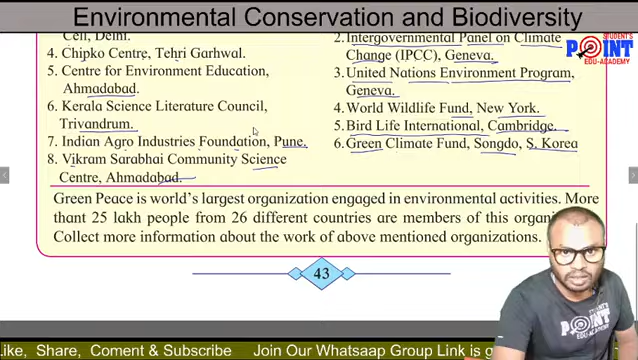 Environmental Conservation and Biodiversity
STUDENT'S
POINT
EDU-ACADEMY
Cell, Delhi.
4. Chipko Centre, Tehri Garhwal.
5. Centre for Environment Education,
Ahmadabad.
6. Kerala Science Literature Council,
Trivandrum.
7. Indian Agro Industries Foundation, Pune.
8. Vikram Sarabhai Community Science
Centre, Ahmadabad.
2. Intergovernmental Panel on Climate
Change (IPCC), Geneva.
3. United Nations Environment Program,
Geneva.
4. World Wildlife Fund, New York.
5. Bird Life International, Cambridge.
6. Green Climate Fund, Songdo, S. Korea
Green Peace is world's largest organization engaged in environmental activities. More
thant 25 lakh people from 26 different countries are members of this
Collect more information about the work of above mentioned organizations.
43
POINT
Like, Share, Coment & Subscribe Join Our Whatsaap Group Link is